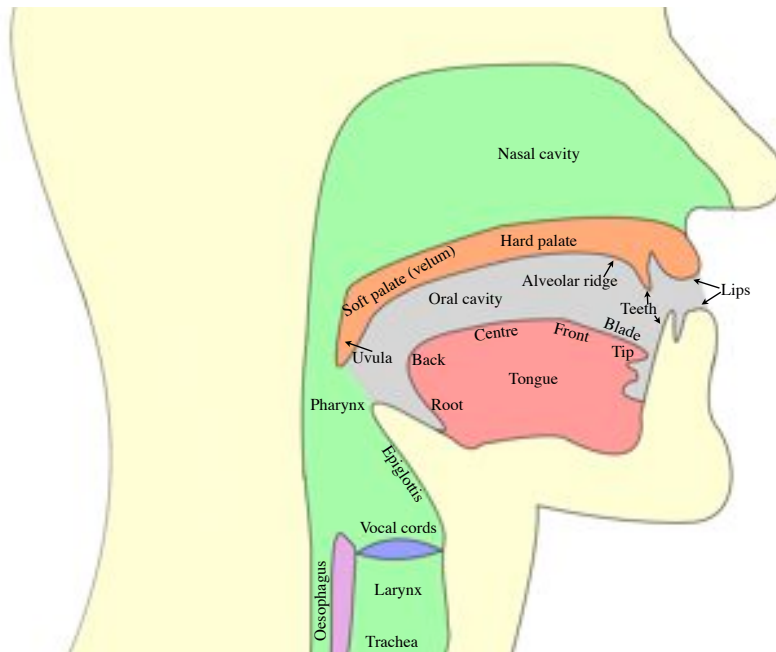 Nasal cavity
Hard palate
Soft palate (velum)
Alveolar ridge
Lips
Oral cavity
Teeth
Blade
Front
Centre
Tip
Uvula
Back
Tongue
Root
Pharynx
Epiglottis
Vocal cords
Oesophagus
Larynx
Trachea